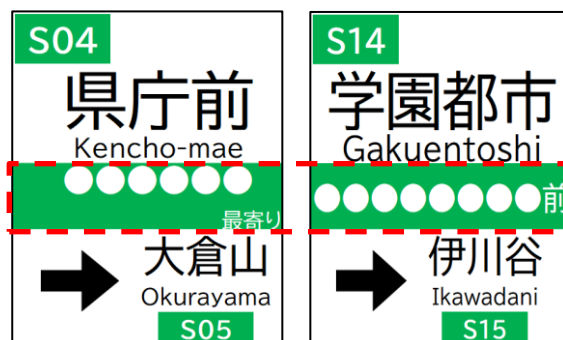 S04
県庁前
Kencho-mae
●●●●●●
最寄り
大倉山
Okurayama
S05
S14
学園都市
Gakuentoshi
●●●●●●●●前
伊川谷
Ikawadani
S15